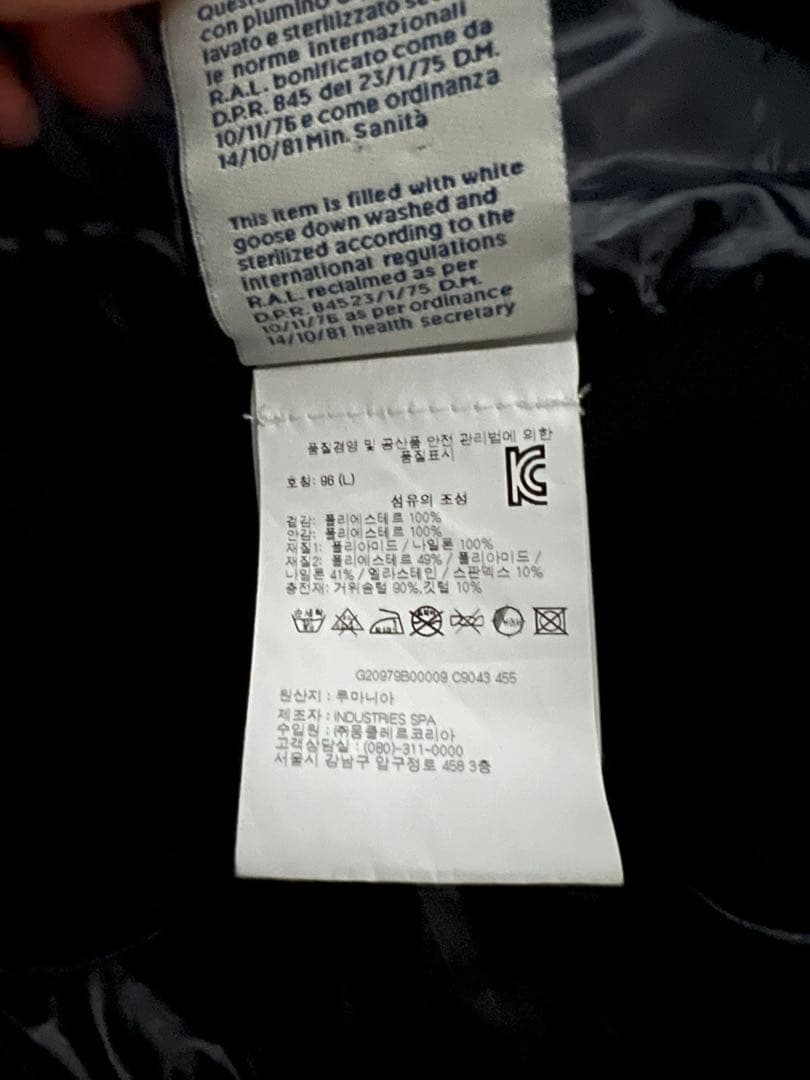 Quest
con piumino
lavato e sterilizzato se
le norme internazionali
R.A.L. bonificato come da
D.P.R. 845 del 23/1/75 D.M.
10/11/76 e come ordinanza
14/10/81 Min. Sanità
This item is filled with white
goose down washed and
sterilized according to the
international regulations
R.A.L. reclaimed as per
D.P.R. 84523/1/75 D.M.
10/11/76 as per ordinance
14/10/81 health secretary
품질경영 및 공산품 안전 관리법에 의한
품질표시
호칭: 96 (L)
섬유의 조성
겉감: 폴리에스테르 100%
안감: 폴리에스테르 100%
재질1: 폴리아미드 / 나일론 100%
재질2: 폴리에스테르 49% / 폴리아미드 /
나일론 41% / 엘라스테인 / 스판덱스 10%
충전재: 거위솜털 90%, 깃털 10%
손세탁
G20979B00009 C9043 455
원산지 : 루마니아
제조자 : INDUSTRIES SPA
수입원 : ㈜몽클레르코리아
고객상담실 : (080)-311-0000
서울시 강남구 압구정로 458 3층